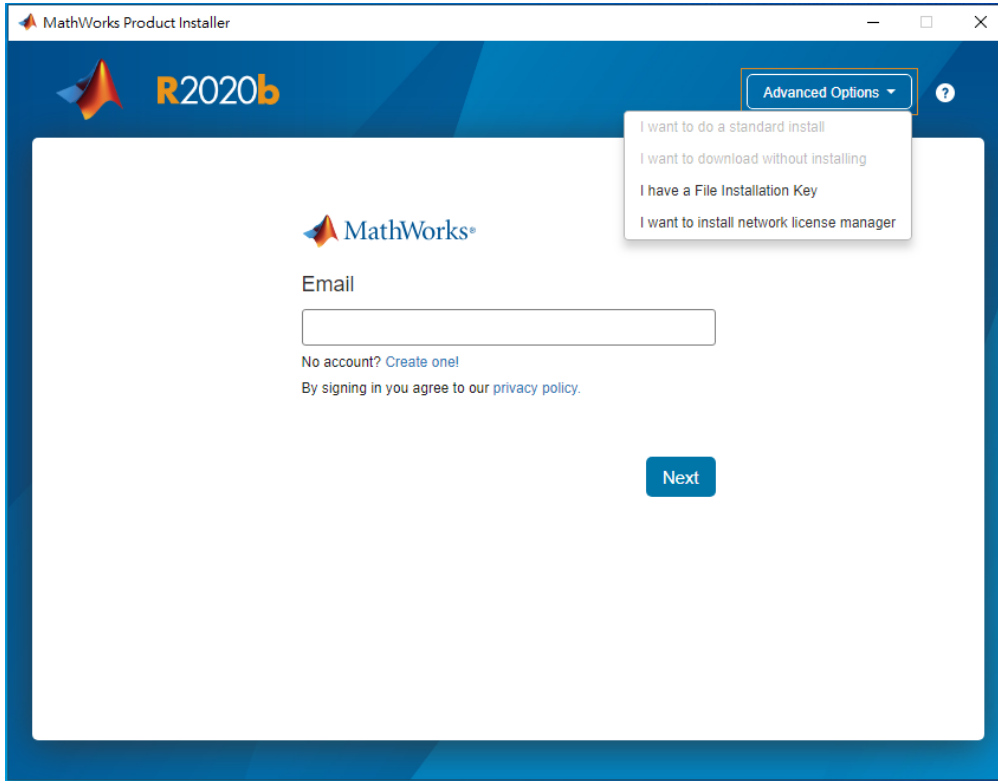 MathWorks Product Installer
R2020b
Advanced Options
?
I want to do a standard install
I want to download without installing
I have a File Installation Key
I want to install network license manager
MathWorks®
Email
No account? Create one!
By signing in you agree to our privacy policy.
Next